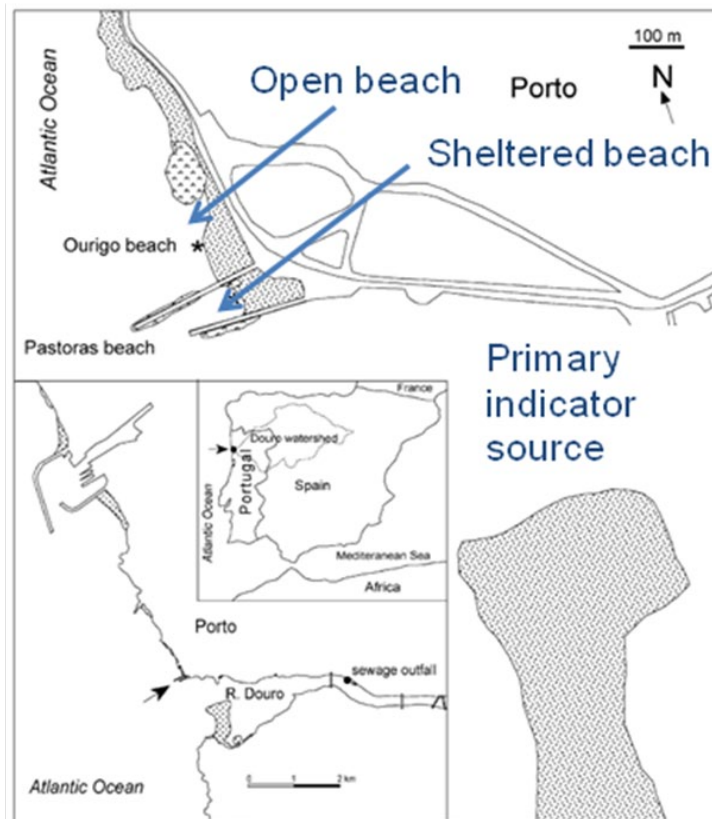 100 m
N
Porto
Atlantic Ocean
Open beach
Sheltered beach
Ourigo beach *
Pastoras beach
Primary
indicator
source
France
Douro watershed
Portugal
Spain
Atlantic Ocean
Mediteranean Sea
Africa
Porto
sewage outfall
R. Douro
Atlantic Ocean
0 1 2 km